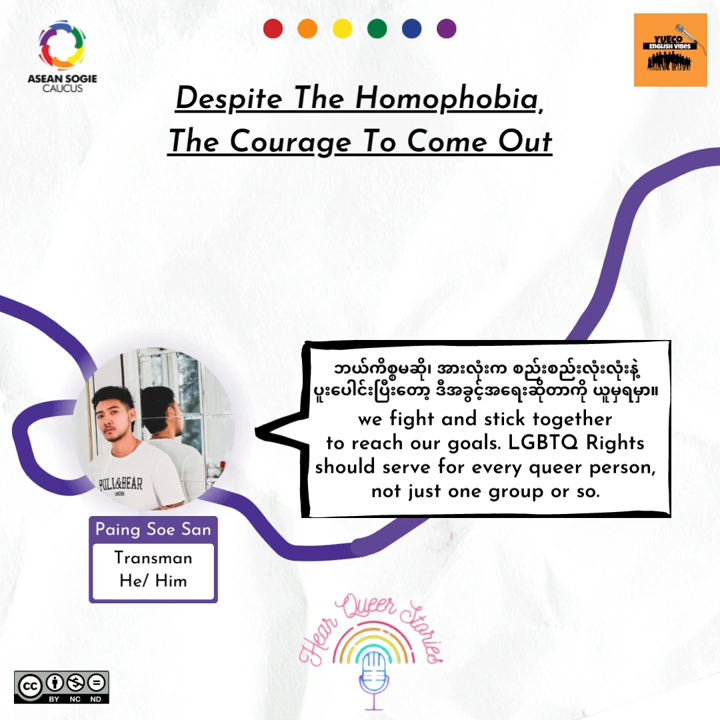 ASEAN SOGIE
CAUCUS
YUECO
ENGLISH VIBES
Despite The Homophobia,
The Courage To Come Out
ဘယ်ကိစ္စမဆို၊ အားလုံးက စည်းစည်းလုံးလုံးနဲ့
ပူးပေါင်းပြီးတော့ ဒီအခွင့်အရေးဆိုတာကို ယူမှရမှာ။
we fight and stick together
to reach our goals. LGBTQ Rights
should serve for every queer person,
not just one group or so.
PULL&BEAR
Paing Soe San
Transman
He/ Him
Hear Queer Stories
cc
BY NC ND